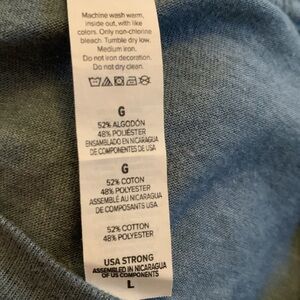 Machine wash warm,
inside out, with like
colors. Only non-chlorine
bleach. Tumble dry low.
Medium iron.
Do not iron decoration.
Do not dry clean.
G
52% ALGODÓN
48% POLIÉSTER
ENSAMBLADO EN NICARAGUA
DE COMPONENTES DE USA
G
52% COTON
48% POLYESTER
ASSEMBLE AU NICARAGUA
DE COMPOSANTS USA
52% COTTON
48% POLYESTER
USA STRONG
ASSEMBLED IN NICARAGUA
OF US COMPONENTS
L